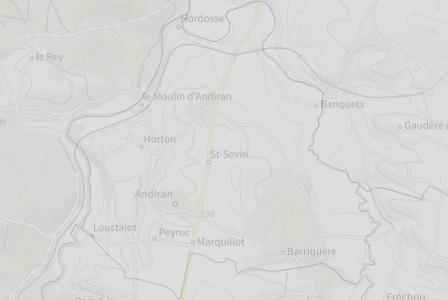 Nordosse
le Rey
le Moulin d'Andiran
Banquets
Gaudéré
Horton
St-Sevin
Andiran
108
Loustalot
Peyruc
Marquillot
Barriquère
Fréchou